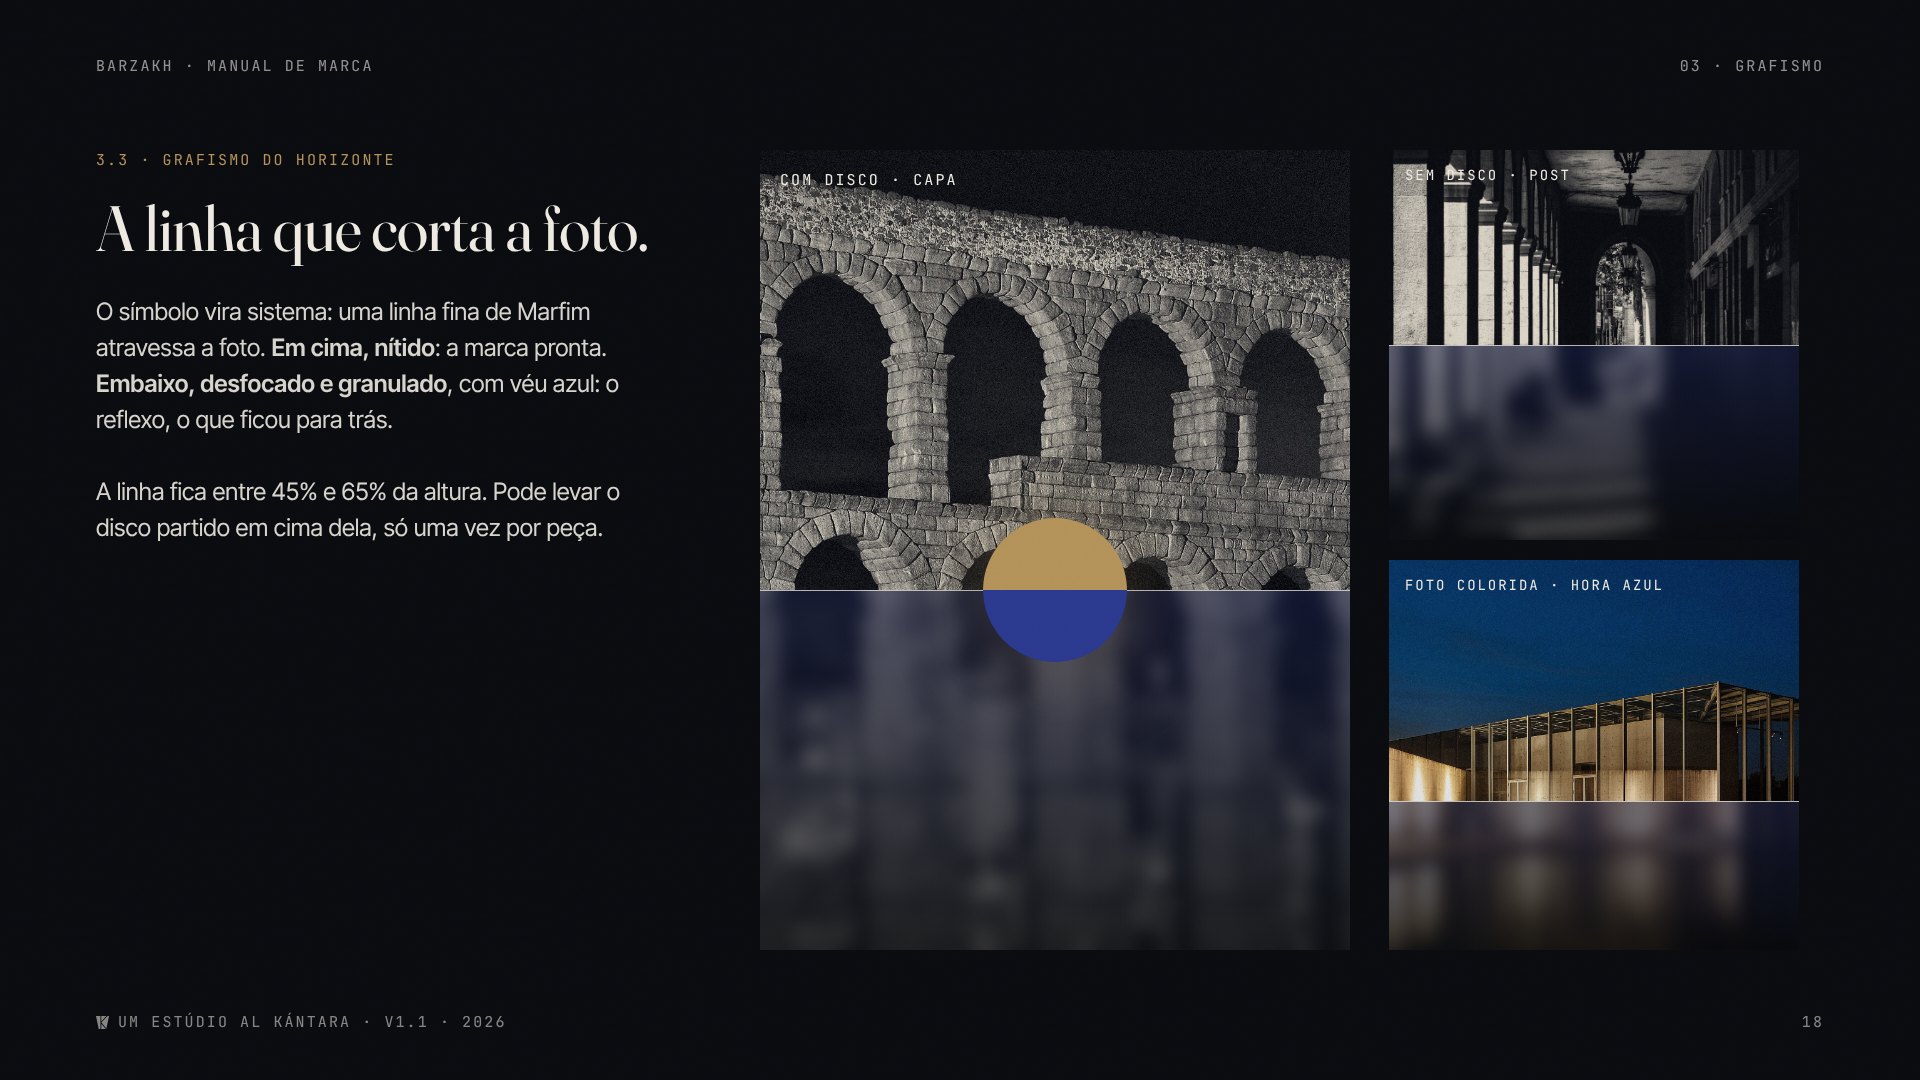 BARZAKH · MANUAL DE MARCA
03 · GRAFISMO
3.3 · GRAFISMO DO HORIZONTE
A linha que corta a foto.
O símbolo vira sistema: uma linha fina de Marfim
atravessa a foto. Em cima, nítido: a marca pronta.
Embaixo, desfocado e granulado, com véu azul: o
reflexo, o que ficou para trás.
A linha fica entre 45% e 65% da altura. Pode levar o
disco partido em cima dela, só uma vez por peça.
COM DISCO · CAPA
SEM DISCO · POST
FOTO COLORIDA · HORA AZUL
UM ESTÚDIO AL KÁNTARA · V1.1 · 2026
18